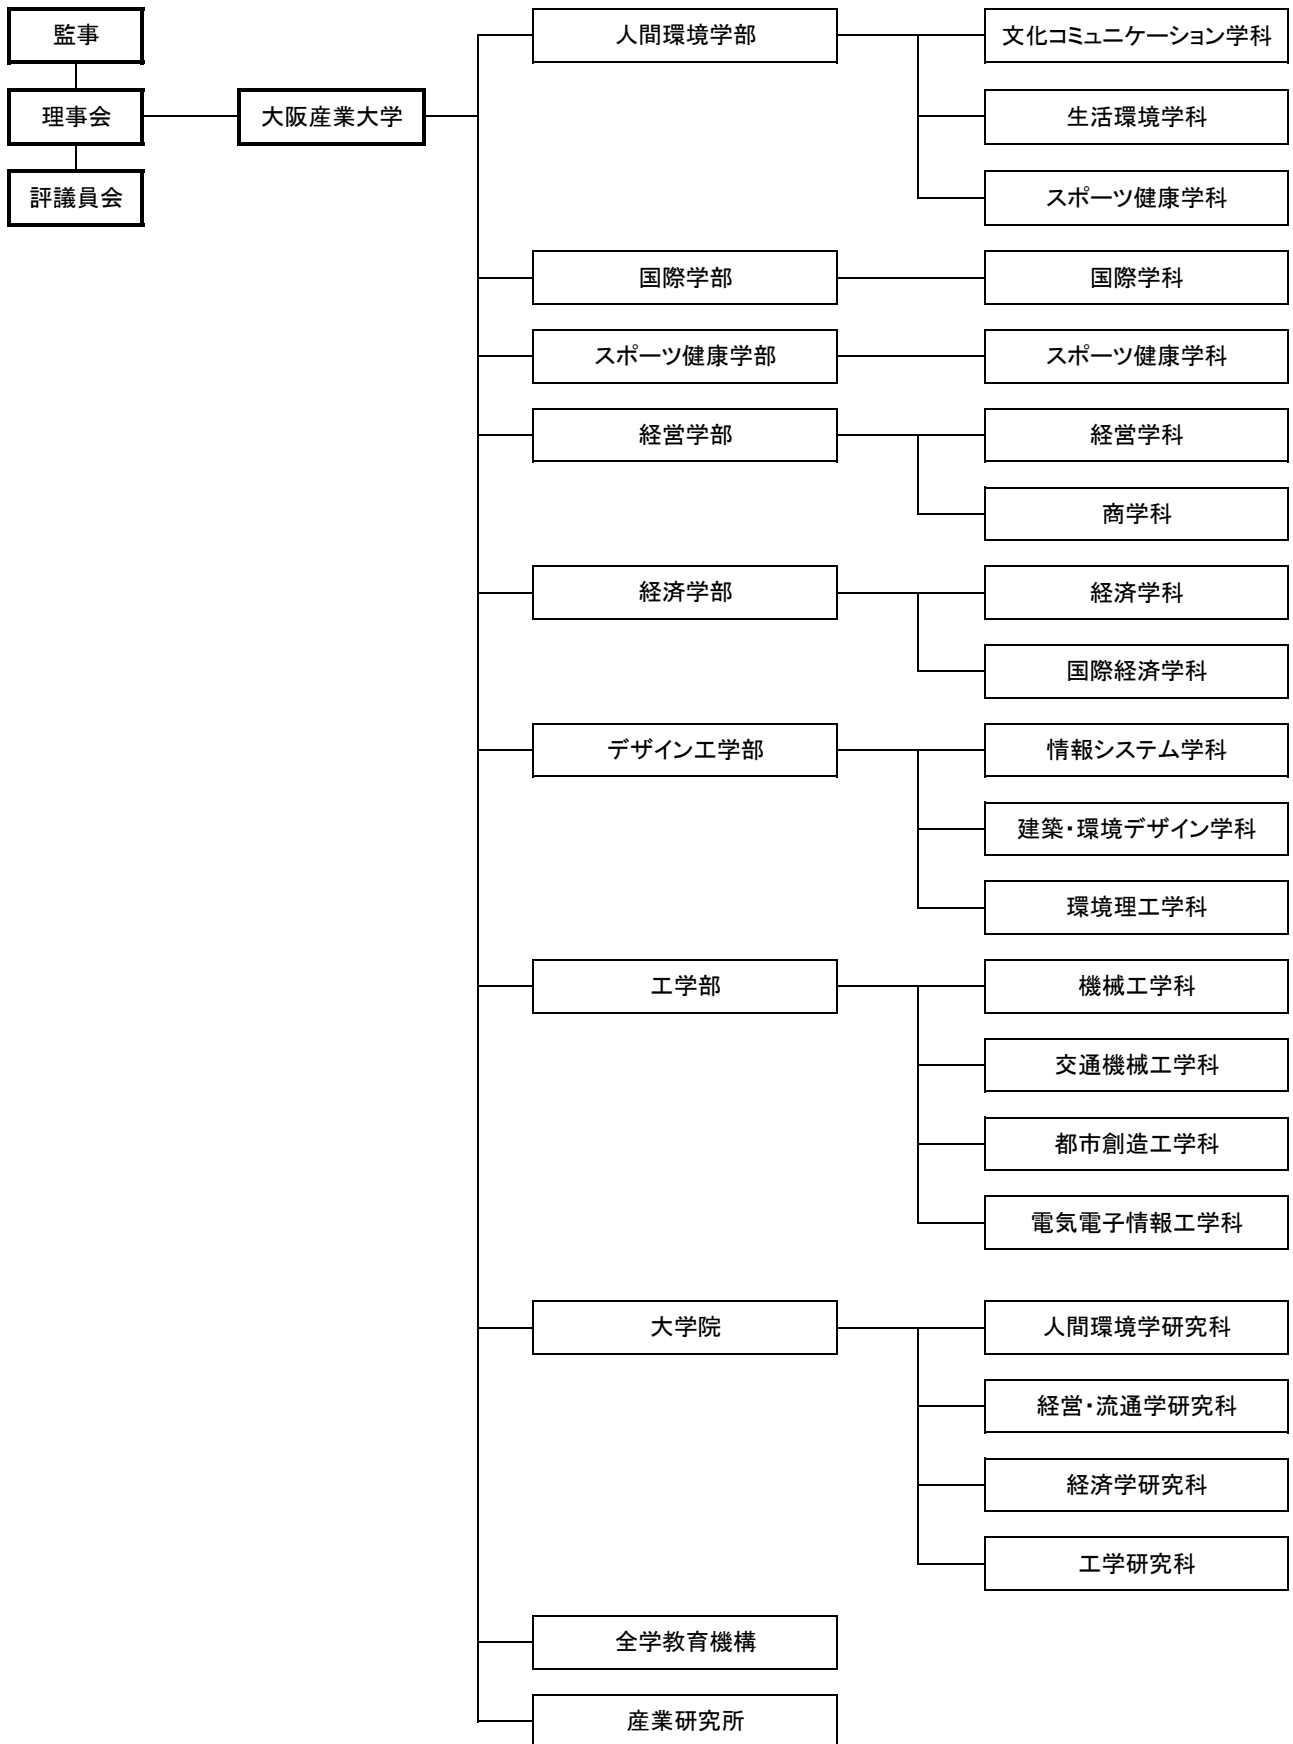 監事
理事会
評議員会
大阪産業大学
人間環境学部
文化コミュニケーション学科
生活環境学科
スポーツ健康学科
国際学部
国際学科
スポーツ健康学部
スポーツ健康学科
経営学部
経営学科
商学科
経済学部
経済学科
国際経済学科
デザイン工学部
情報システム学科
建築・環境デザイン学科
環境理工学科
工学部
機械工学科
交通機械工学科
都市創造工学科
電気電子情報工学科
大学院
人間環境学研究科
経営・流通学研究科
経済学研究科
工学研究科
全学教育機構
産業研究所